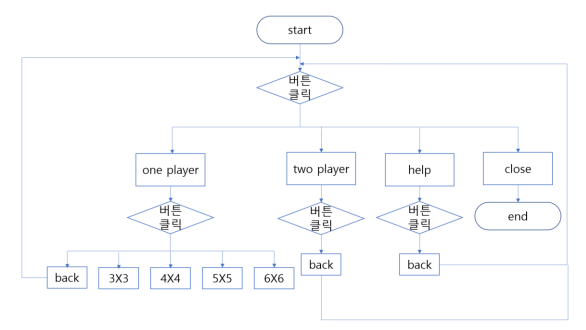 start
버튼
클릭
one player
two player
help
close
버튼
클릭
버튼
클릭
버튼
클릭
end
back
3X3
4X4
5X5
6X6
back
back